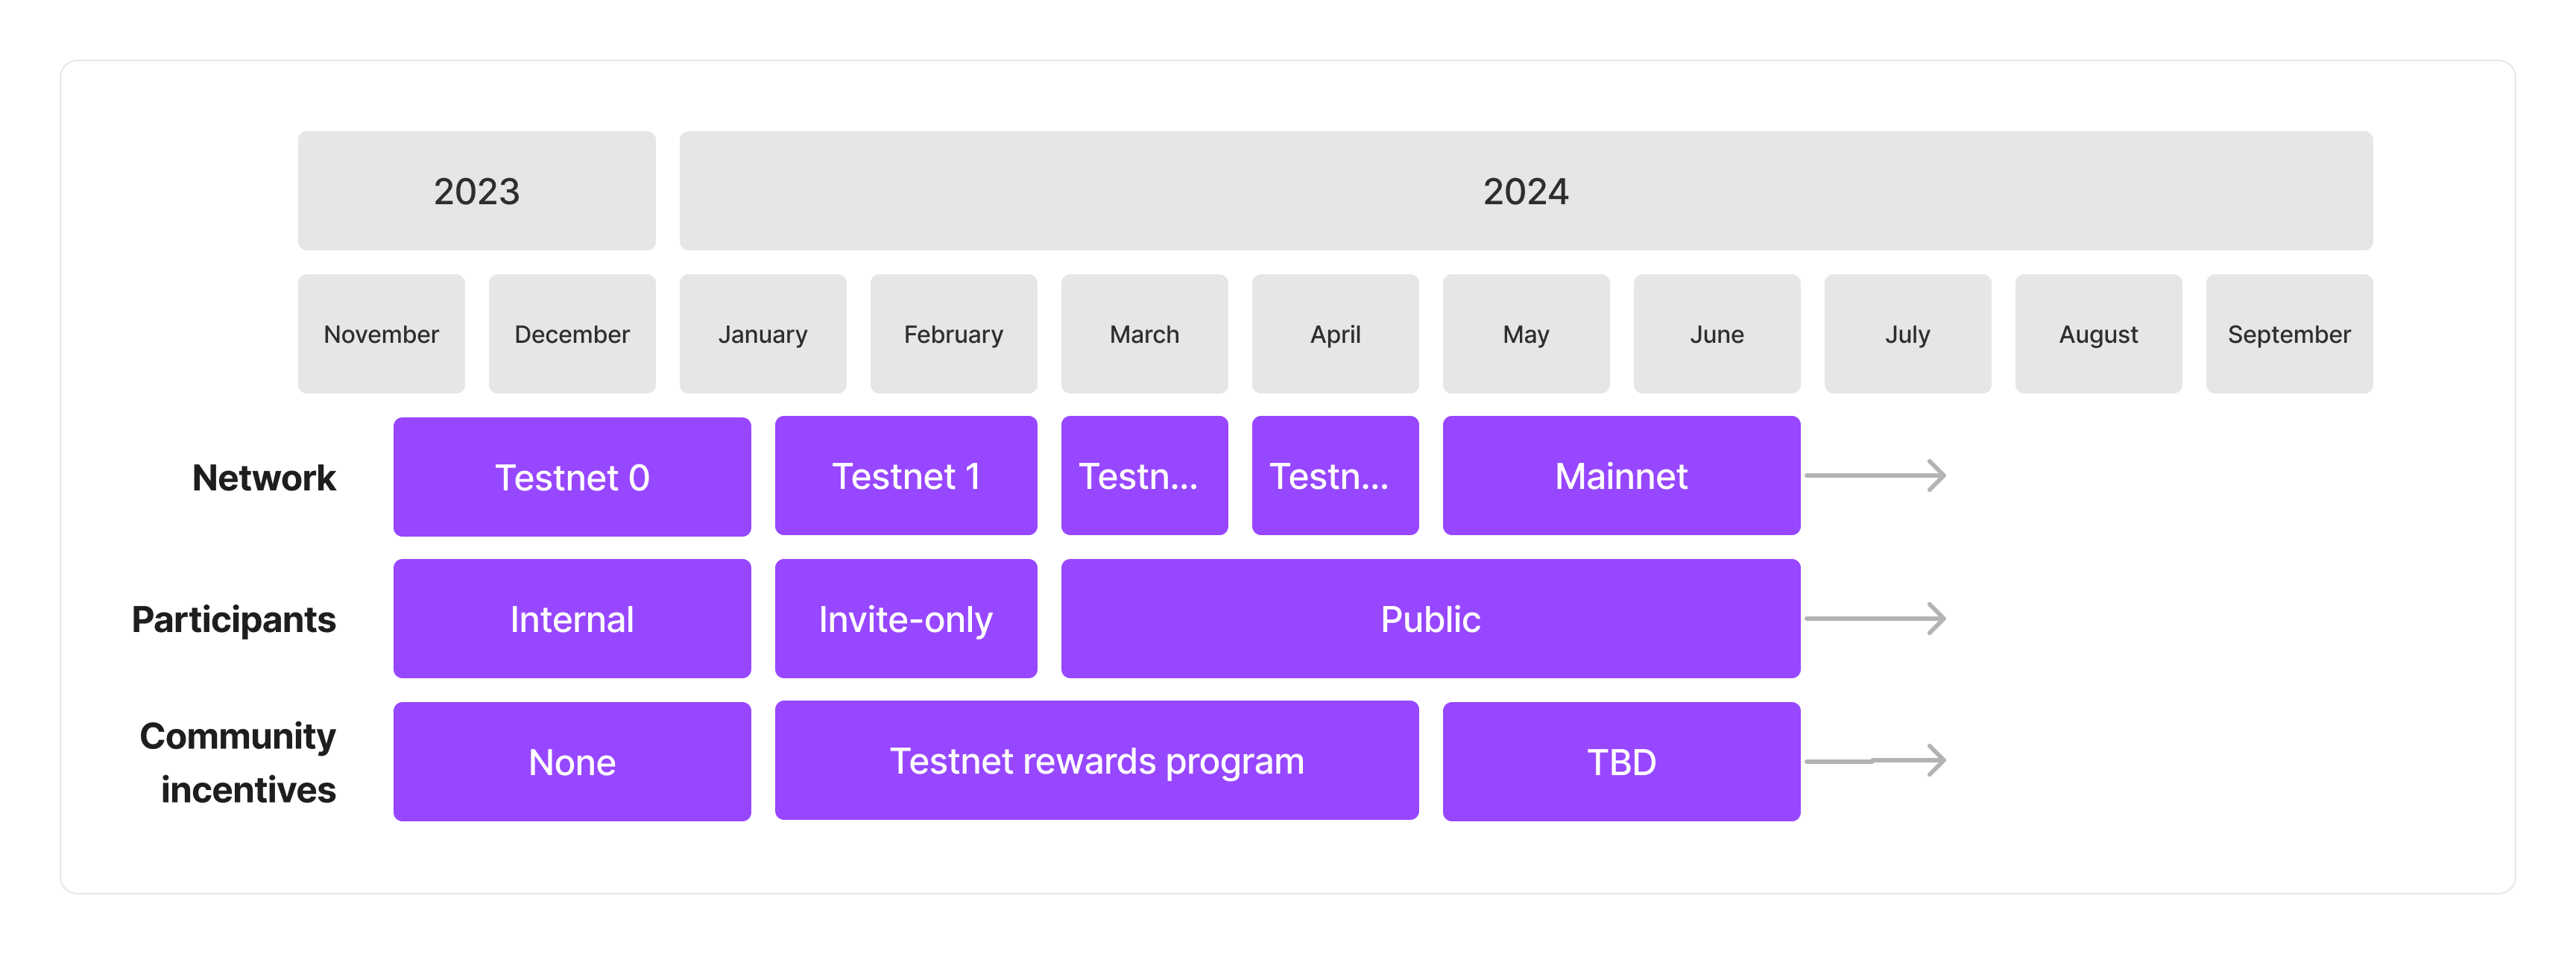 2023
2024
November
December
January
February
March
April
May
June
July
August
September
Network
Testnet 0
Testnet 1
Testn...
Testn...
Mainnet
Participants
Internal
Invite-only
Public
Community
incentives
None
Testnet rewards program
TBD